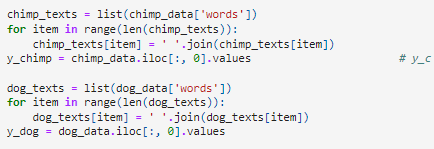 chimp_texts = list(chimp_data['words'])
for item in range(len(chimp_texts)):
    chimp_texts[item] = ' '.join(chimp_texts[item])
y_chimp = chimp_data.iloc[:, 0].values # y_c
dog_texts = list(dog_data['words'])
for item in range(len(dog_texts)):
    dog_texts[item] = ' '.join(dog_texts[item])
y_dog = dog_data.iloc[:, 0].values